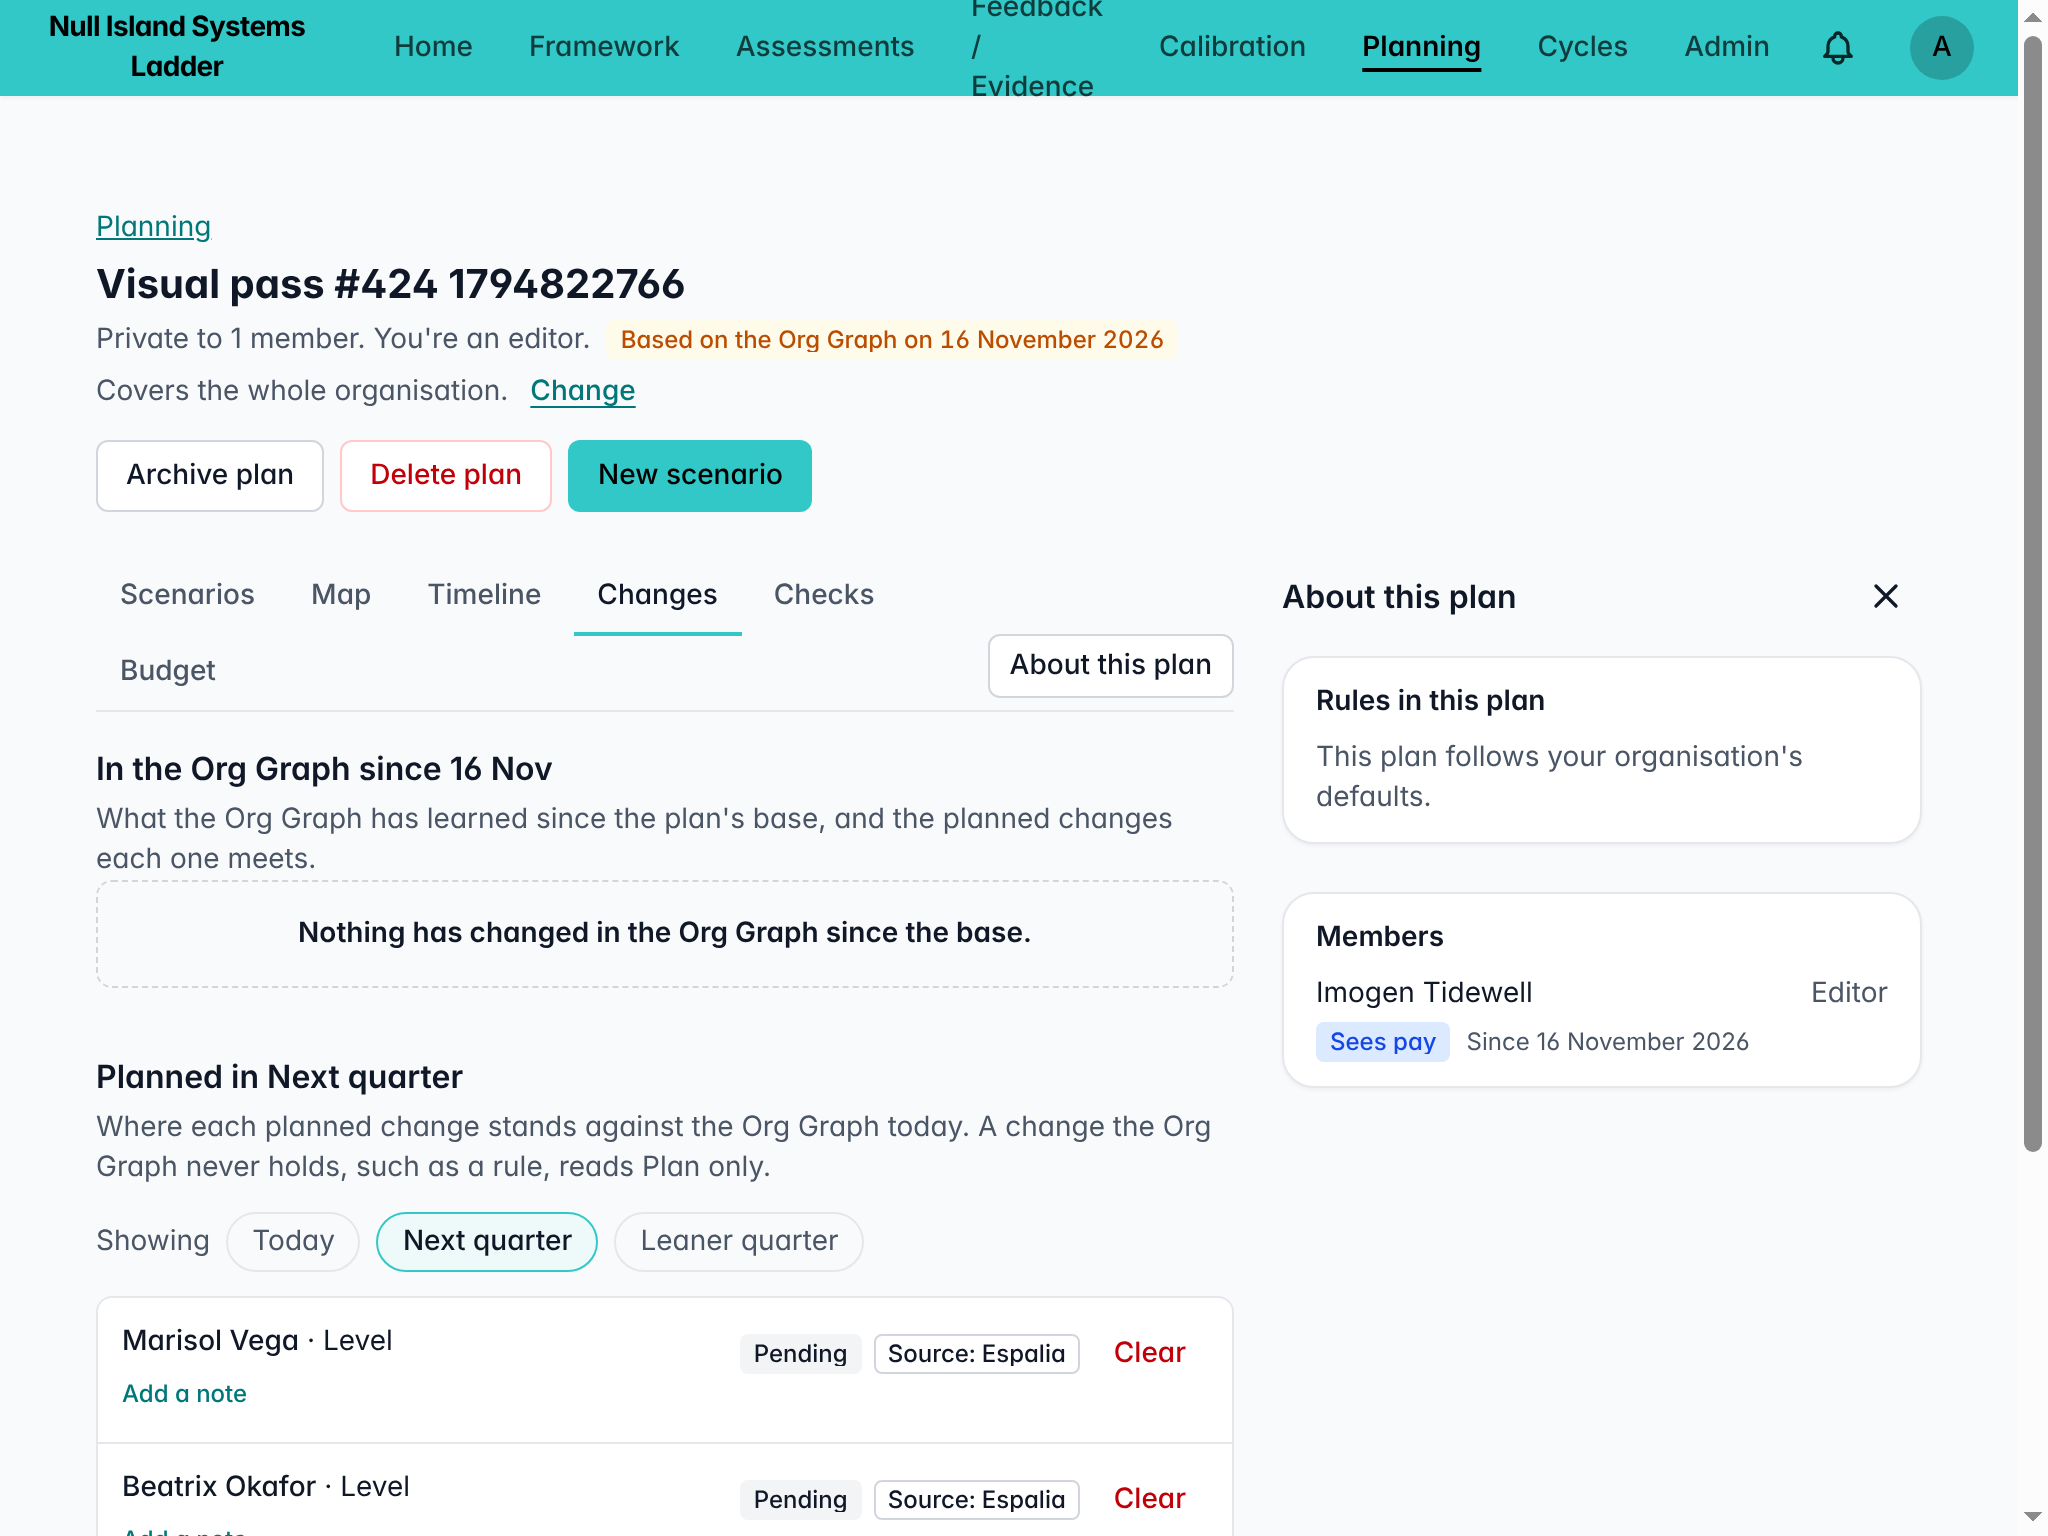 Null Island Systems
Ladder
Home
Framework
Assessments
Feedback
/
Evidence
Calibration
Planning
Cycles
Admin
A
Planning
Visual pass #424 1794822766
Private to 1 member. You're an editor.
Based on the Org Graph on 16 November 2026
Covers the whole organisation. Change
Archive plan
Delete plan
New scenario
Scenarios
Map
Timeline
Changes
Checks
Budget
About this plan
In the Org Graph since 16 Nov
What the Org Graph has learned since the plan's base, and the planned changes
each one meets.
Nothing has changed in the Org Graph since the base.
Planned in Next quarter
Where each planned change stands against the Org Graph today. A change the Org
Graph never holds, such as a rule, reads Plan only.
Showing
Today
Next quarter
Leaner quarter
Marisol Vega · Level
Pending
Source: Espalia
Clear
Add a note
Beatrix Okafor · Level
Pending
Source: Espalia
Clear
Add a note
About this plan
Rules in this plan
This plan follows your organisation's
defaults.
Members
Imogen Tidewell
Editor
Sees pay
Since 16 November 2026